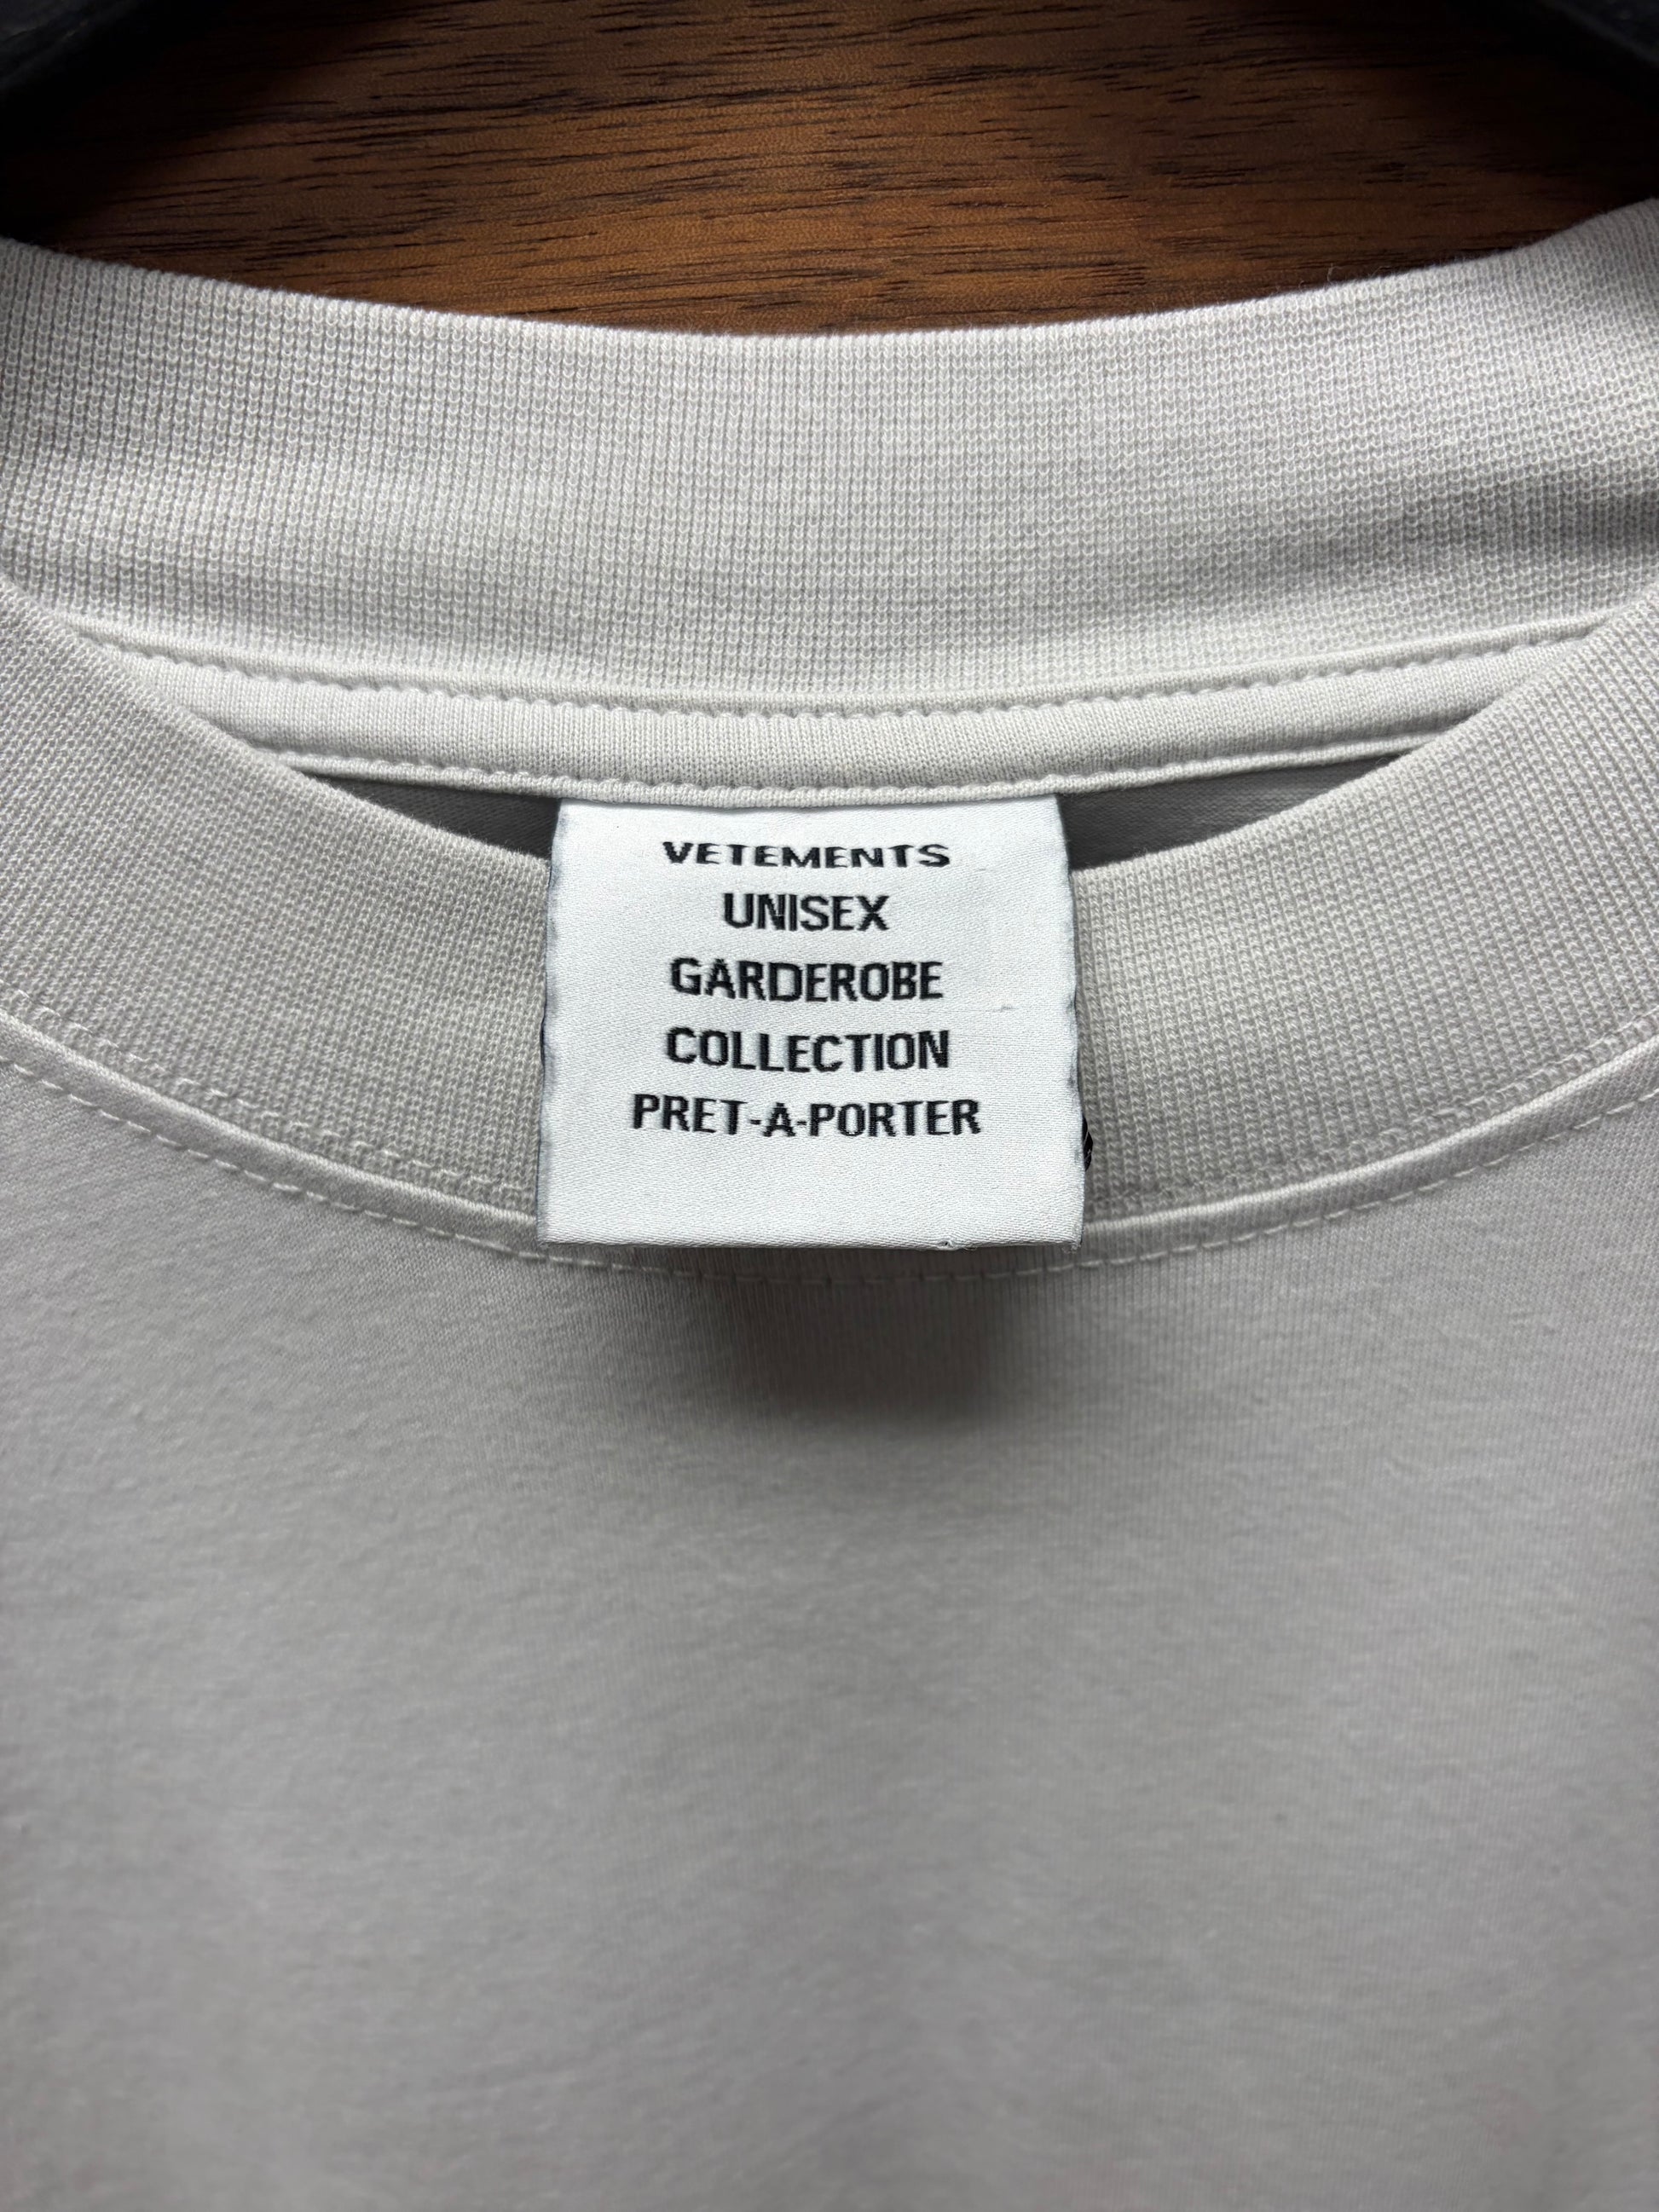 VETEMENTS
UNISEX
GARDEROBE
COLLECTION
PRET-A-PORTER